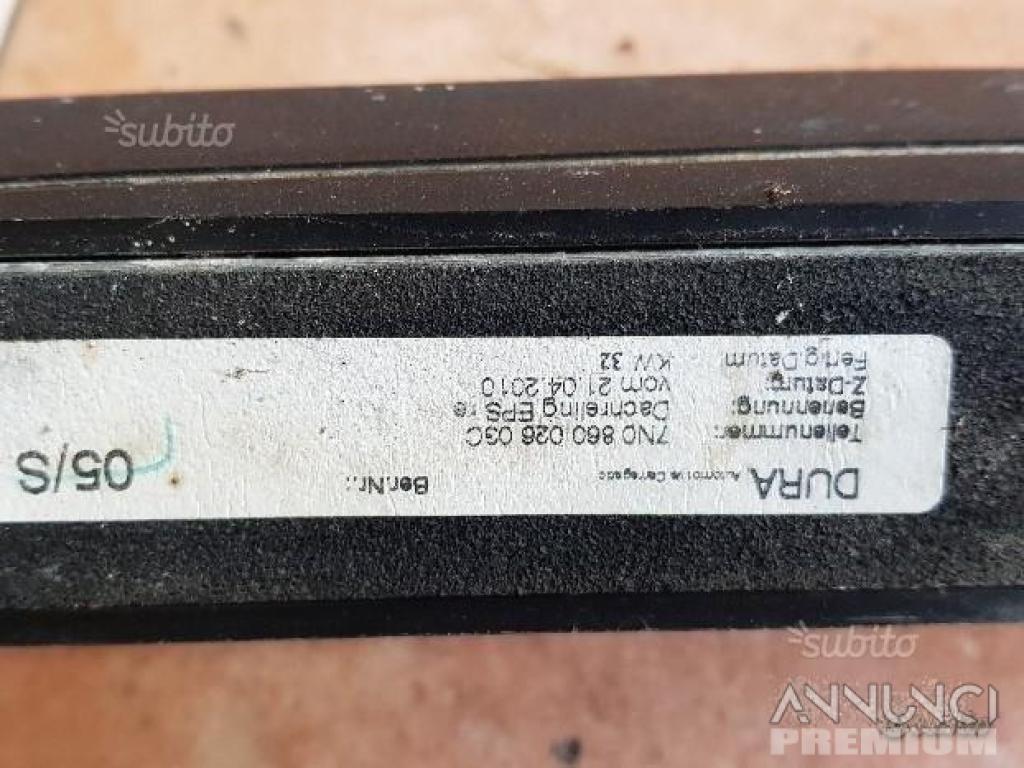 subito
DURA Automotive Carregado Ber.Nr.:
Teilenummer: 7N0 860 026 03C
Benennung: Dachreling EPS re
Z-Datum: vom 21.04.2010
Fertig.Datum KW 32
05/S
subito
ANNUNCI
PREMIUM